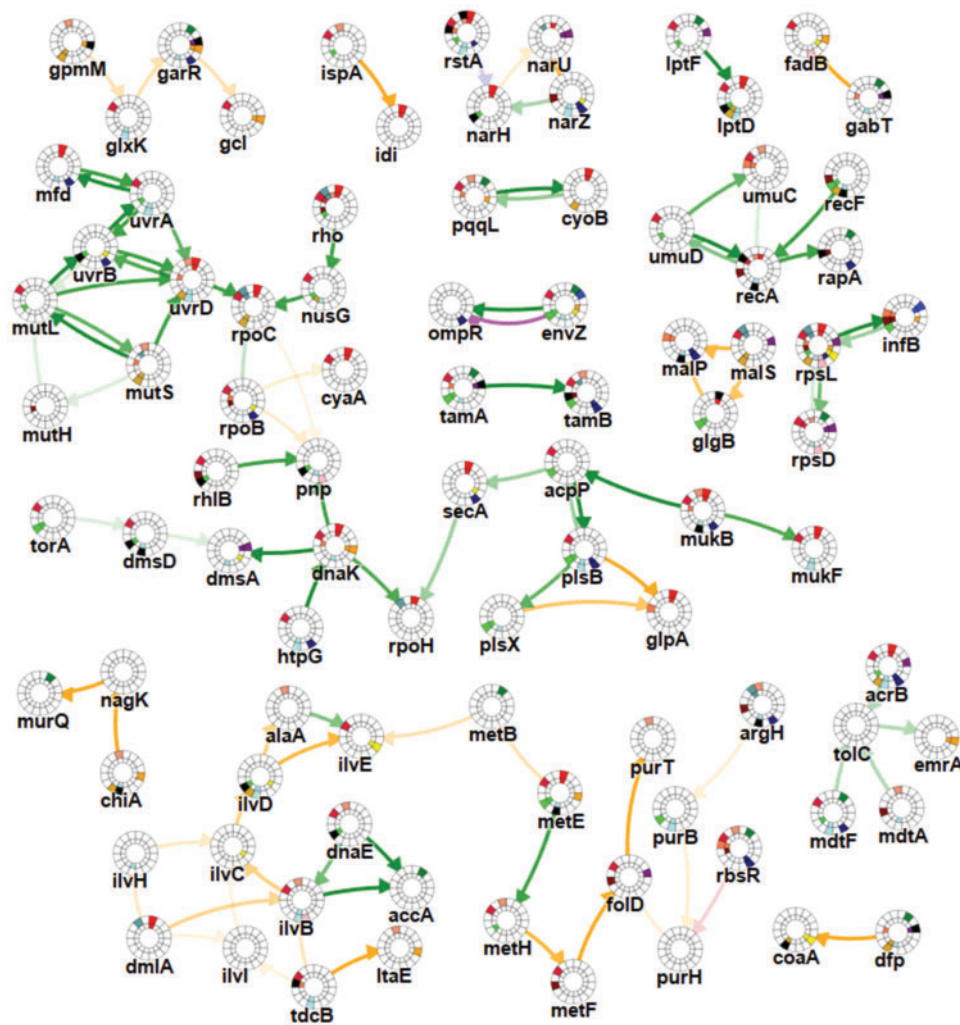 gpmM
garR
glxK
gcl
ispA
idi
rstA
narU
narH
narZ
lptF
lptD
fadB
gabT
mfd
uvrA
uvrB
uvrD
mutL
mutS
mutH
rho
rpoC
nusG
rpoB
cyaA
pqqL
cyoB
ompR
envZ
tamA
tamB
umuC
recF
umuD
recA
rapA
malP
malS
glgB
rpsL
infB
rpsD
rhlB
pnp
secA
acpP
mukB
mukF
torA
dmsD
dmsA
dnaK
plsB
htpG
rpoH
plsX
glpA
murQ
nagK
chiA
alaA
ilvE
metB
ilvD
metE
purT
argH
acrB
tolC
emrA
mdtF
mdtA
dnaE
ilvH
ilvC
ilvB
accA
purB
rbsR
folD
dmlA
ilvI
ltaE
tdcB
metH
metF
purH
coaA
dfp